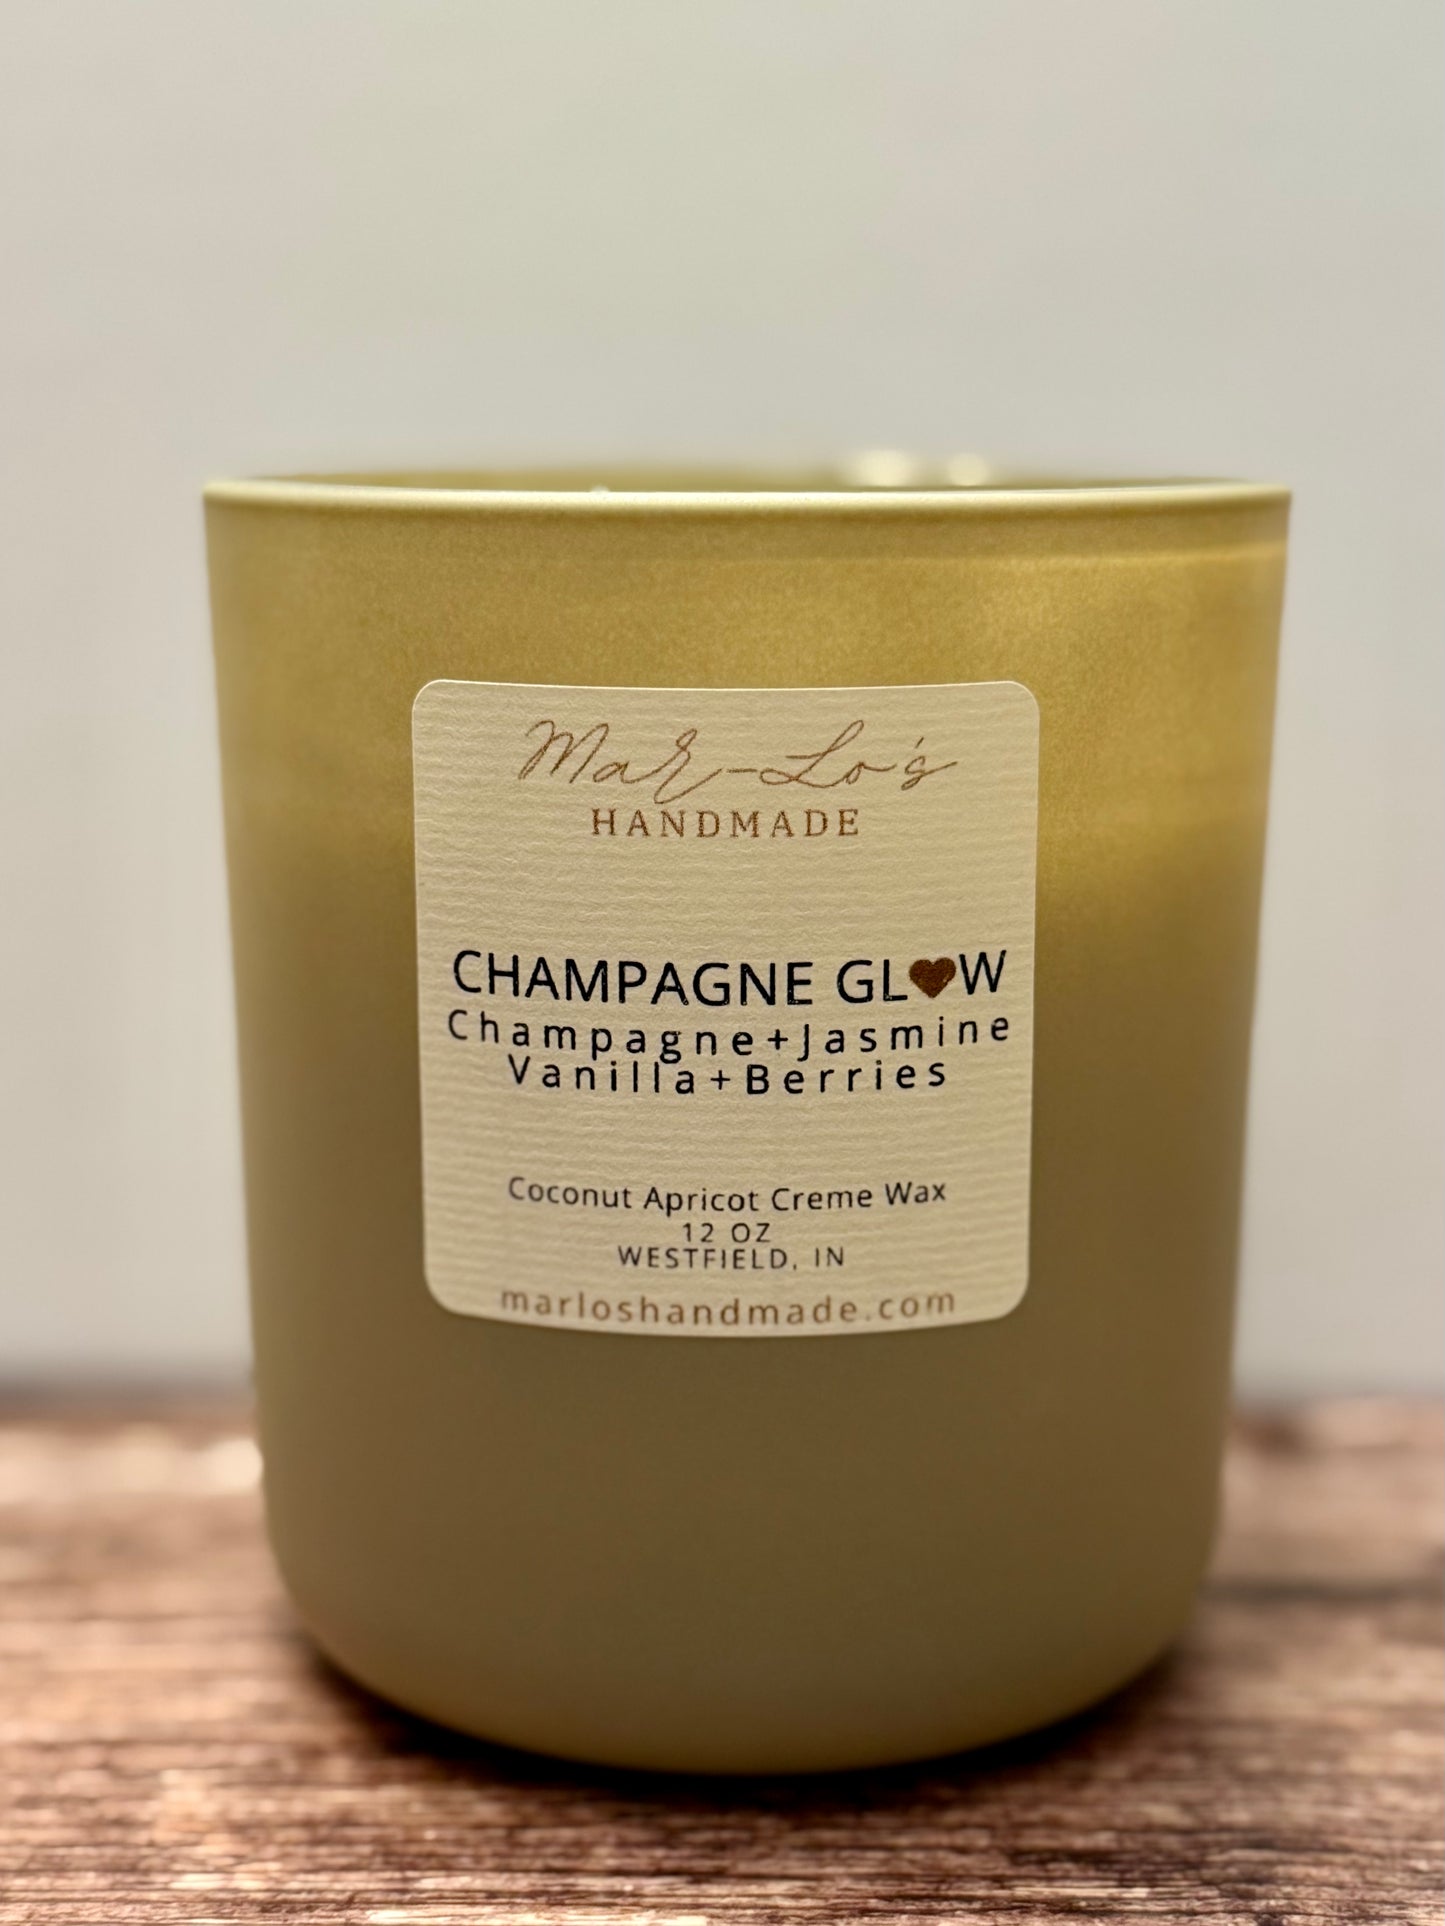 Mar-Lo's
HANDMADE
CHAMPAGNE GL♥W
Champagne+Jasmine
Vanilla+Berries
Coconut Apricot Creme Wax
12 OZ
WESTFIELD, IN
marloshandmade.com